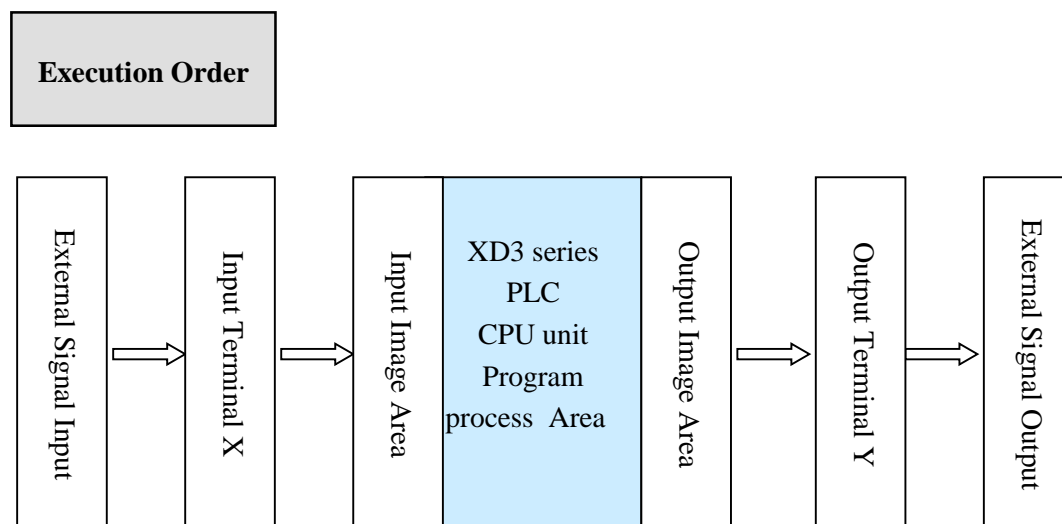 Execution Order
External Signal Input
Input Terminal X
Input Image Area
XD3 series
PLC
CPU unit
Program
process Area
Output Image Area
Output Terminal Y
External Signal Output